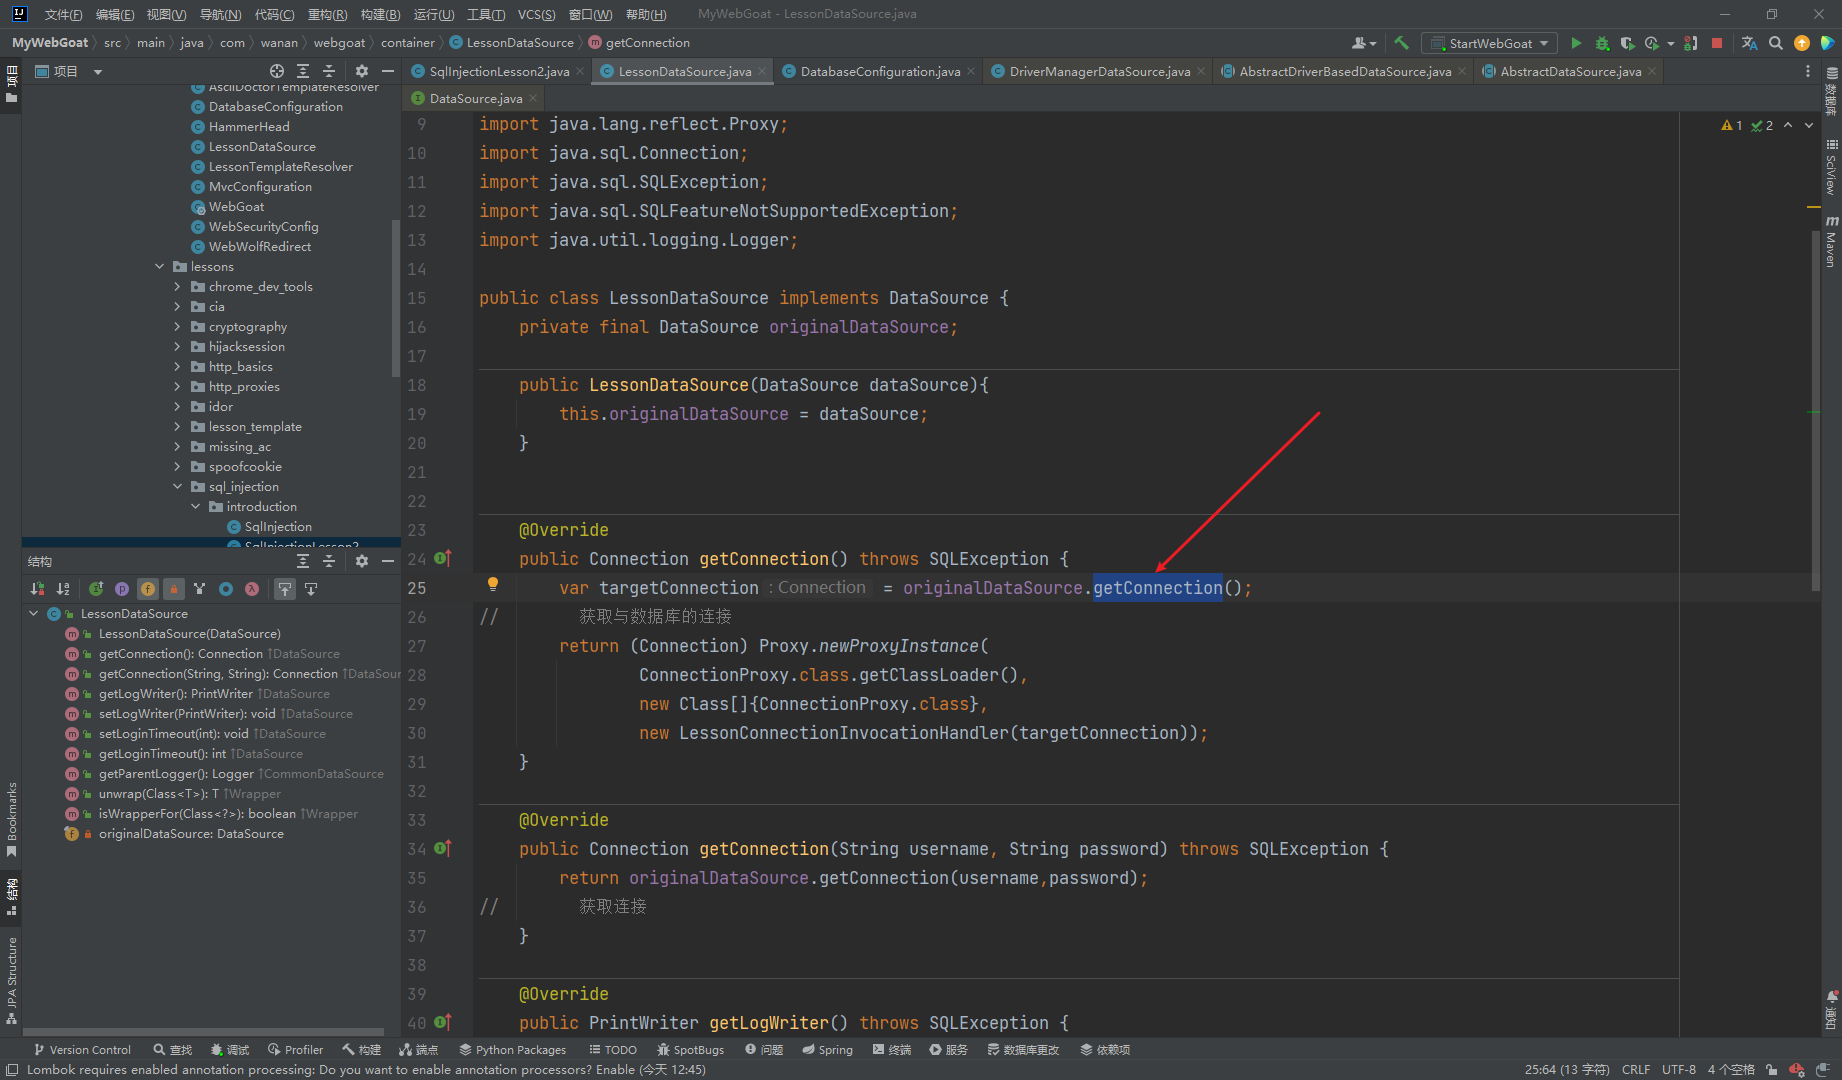 文件(F) 编辑(E) 视图(V) 导航(N) 代码(C) 重构(R) 构建(B) 运行(U) 工具(T) VCS(S) 窗口(W) 帮助(H) MyWebGoat - LessonDataSource.java
MyWebGoat src main java com wanan webgoat container LessonDataSource getConnection StartWebGoat
项目
SqlInjectionLesson2.java LessonDataSource.java DatabaseConfiguration.java DriverManagerDataSource.java AbstractDriverBasedDataSource.java AbstractDataSource.java
DataSource.java
AsciiDoctorTemplateResolver
DatabaseConfiguration
HammerHead
LessonDataSource
LessonTemplateResolver
MvcConfiguration
WebGoat
WebSecurityConfig
WebWolfRedirect
lessons
chrome_dev_tools
cia
cryptography
hijacksession
http_basics
http_proxies
idor
lesson_template
missing_ac
spoofcookie
sql_injection
introduction
SqlInjection
SqlInjectionLesson2
结构
LessonDataSource
LessonDataSource(DataSource)
getConnection(): Connection ↑DataSource
getConnection(String, String): Connection ↑DataSour
getLogWriter(): PrintWriter ↑DataSource
setLogWriter(PrintWriter): void ↑DataSource
setLoginTimeout(int): void ↑DataSource
getLoginTimeout(): int ↑DataSource
getParentLogger(): Logger ↑CommonDataSource
unwrap(Class<T>): T ↑Wrapper
isWrapperFor(Class<?>): boolean ↑Wrapper
originalDataSource: DataSource
9 import java.lang.reflect.Proxy;
10 import java.sql.Connection;
11 import java.sql.SQLException;
12 import java.sql.SQLFeatureNotSupportedException;
13 import java.util.logging.Logger;
14
15 public class LessonDataSource implements DataSource {
16 private final DataSource originalDataSource;
17
18 public LessonDataSource(DataSource dataSource){
19 this.originalDataSource = dataSource;
20 }
21
22
23 @Override
24 public Connection getConnection() throws SQLException {
25 var targetConnection : Connection = originalDataSource.getConnection();
26 // 获取与数据库的连接
27 return (Connection) Proxy.newProxyInstance(
28 ConnectionProxy.class.getClassLoader(),
29 new Class[]{ConnectionProxy.class},
30 new LessonConnectionInvocationHandler(targetConnection));
31 }
32
33 @Override
34 public Connection getConnection(String username, String password) throws SQLException {
35 return originalDataSource.getConnection(username,password);
36 // 获取连接
37 }
38
39 @Override
40 public PrintWriter getLogWriter() throws SQLException {
1 2
项目
Bookmarks
结构
JPA Structure
数据库
SciView
Maven
通知
Version Control 查找 调试 Profiler 构建 端点 Python Packages TODO SpotBugs 问题 Spring 终端 服务 数据库更改 依赖项
Lombok requires enabled annotation processing: Do you want to enable annotation processors? Enable (今天 12:45) 25:64 (13 字符) CRLF UTF-8 4 个空格